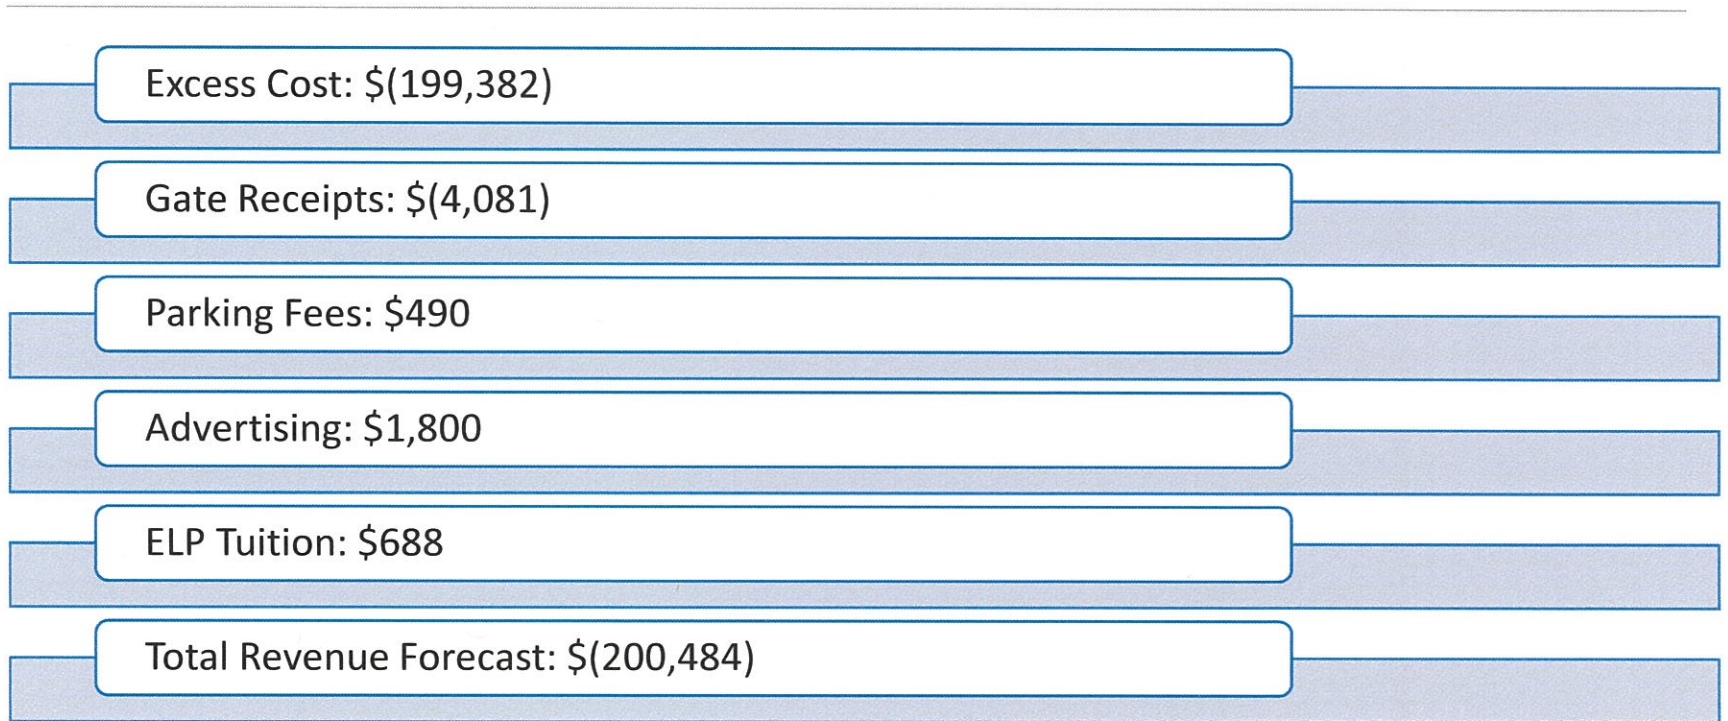 Excess Cost: $(199,382)
Gate Receipts: $(4,081)
Parking Fees: $490
Advertising: $1,800
ELP Tuition: $688
Total Revenue Forecast: $(200,484)